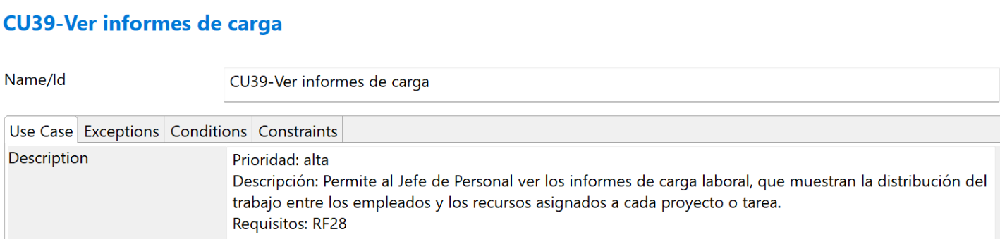 CU39-Ver informes de carga
Name/Id
CU39-Ver informes de carga
Use Case
Exceptions
Conditions
Constraints
Description
Prioridad: alta
Descripción: Permite al Jefe de Personal ver los informes de carga laboral, que muestran la distribución del
trabajo entre los empleados y los recursos asignados a cada proyecto o tarea.
Requisitos: RF28